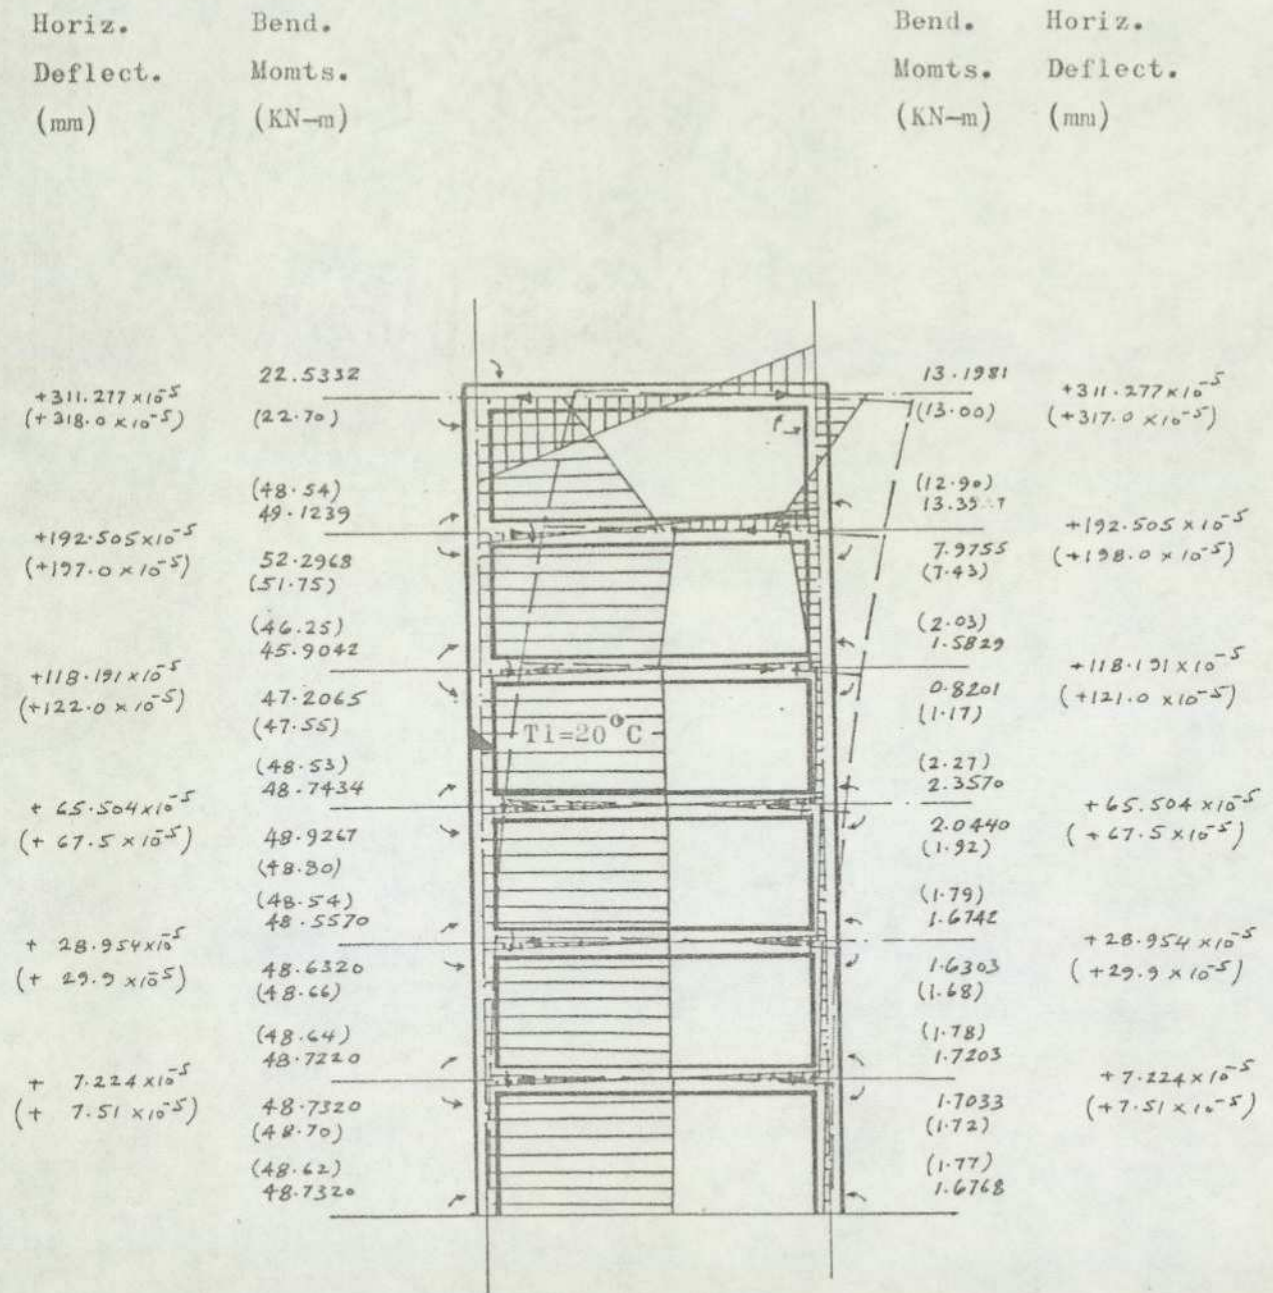 Horiz. Bend. Bend. Horiz.
Deflect. Momts. Momts. Deflect.
(mm) (KN-m) (KN-m) (mm)
22.5332 13.1981
+311.277×10⁻⁵ +311.277×10⁻⁵
(+318.0×10⁻⁵) (22.70) (13.00) (+317.0×10⁻⁵)
(48.54) (12.90)
49.1239
+192.505×10⁻⁵ +192.505×10⁻⁵
52.2968 7.9755
(+197.0×10⁻⁵) (51.75) (7.43) (+198.0×10⁻⁵)
(46.25) (2.03)
45.9042 1.5829
+118.191×10⁻⁵ +118.191×10⁻⁵
47.2065 0.8201
(+122.0×10⁻⁵) (47.55) (1.17) (+121.0×10⁻⁵)
T1=20°C
(48.53) (2.27)
48.7434 2.3570
+65.504×10⁻⁵ +65.504×10⁻⁵
48.9267 2.0440
(+67.5×10⁻⁵) (48.80) (1.92) (+67.5×10⁻⁵)
(48.54) (1.79)
48.5570 1.6742
+28.954×10⁻⁵ +28.954×10⁻⁵
48.6320 1.6303
(+29.9×10⁻⁵) (48.66) (1.68) (+29.9×10⁻⁵)
(48.64) (1.78)
48.7220 1.7203
+7.224×10⁻⁵ +7.224×10⁻⁵
48.7320 1.7033
(+7.51×10⁻⁵) (48.70) (1.72) (+7.51×10⁻⁵)
(48.62) (1.77)
48.7320 1.6768